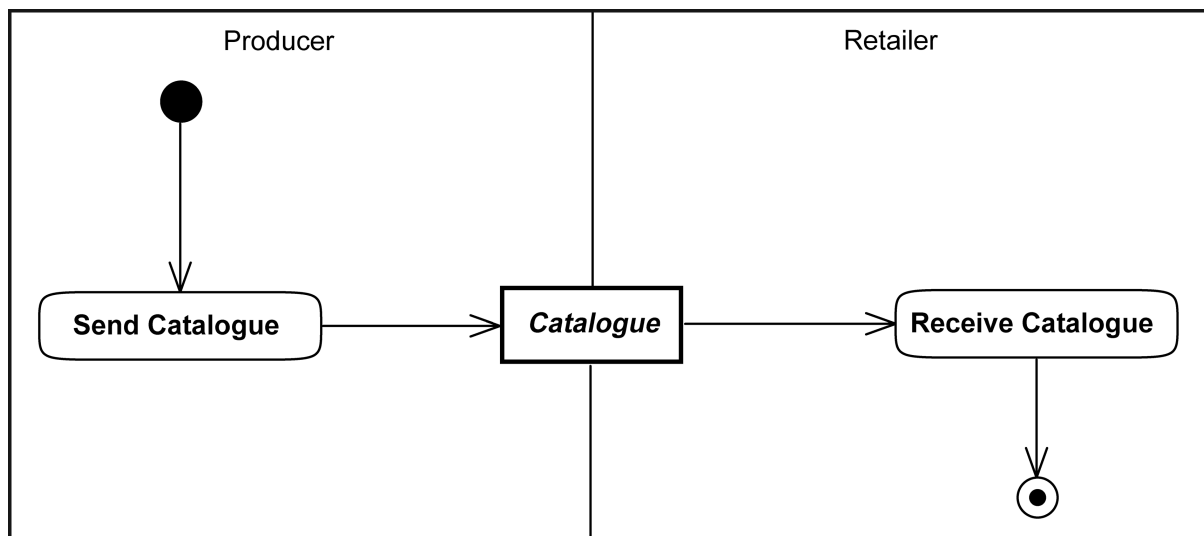 Producer
Retailer
Send Catalogue
Catalogue
Receive Catalogue